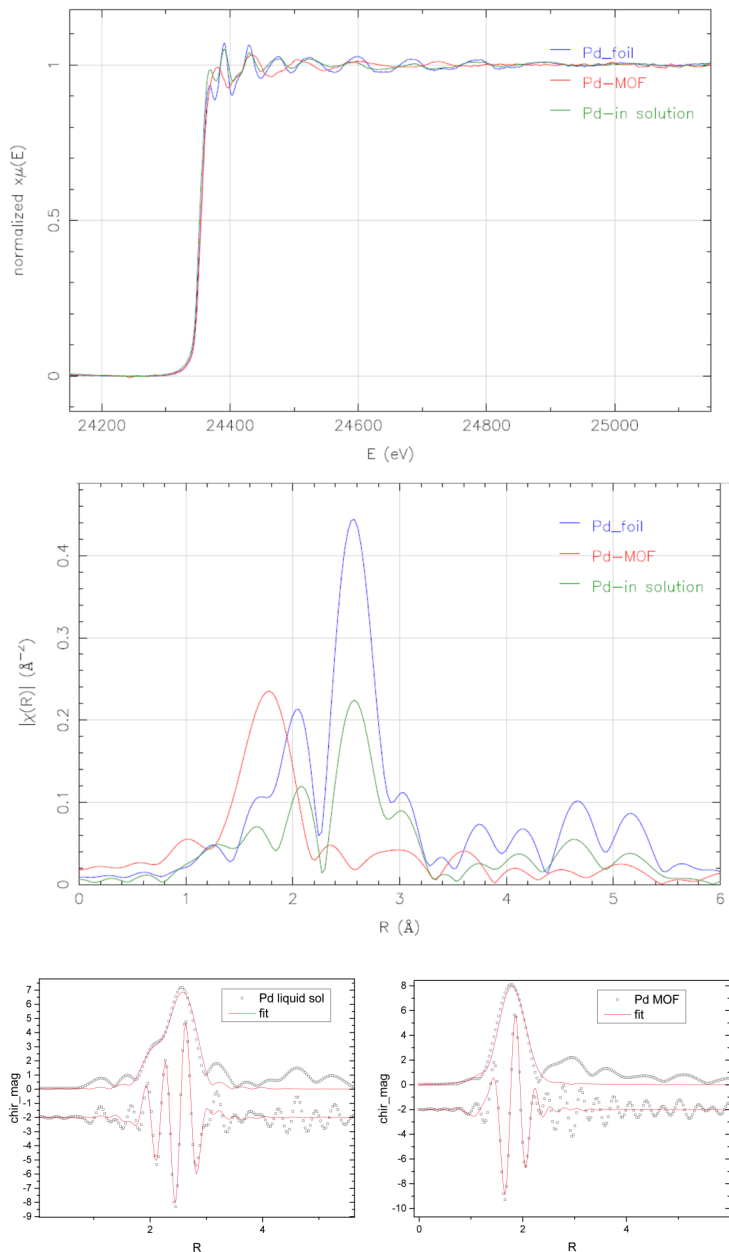 Pd_foil
Pd-MOF
Pd-in solution
normalized xμ(E)
1
0.5
0
24200
24400
24600
24800
25000
E (eV)
Pd_foil
Pd-MOF
Pd-in solution
|χ(R)| (Å⁻²)
0.4
0.3
0.2
0.1
0
0
1
2
3
4
5
6
R (Å)
Pd liquid sol
fit
chir_mag
7
6
5
4
3
2
1
0
-1
-2
-3
-4
-5
-6
-7
-8
-9
2
4
R
Pd MOF
fit
chir_mag
8
6
4
2
0
-2
-4
-6
-8
-10
0
2
4
R